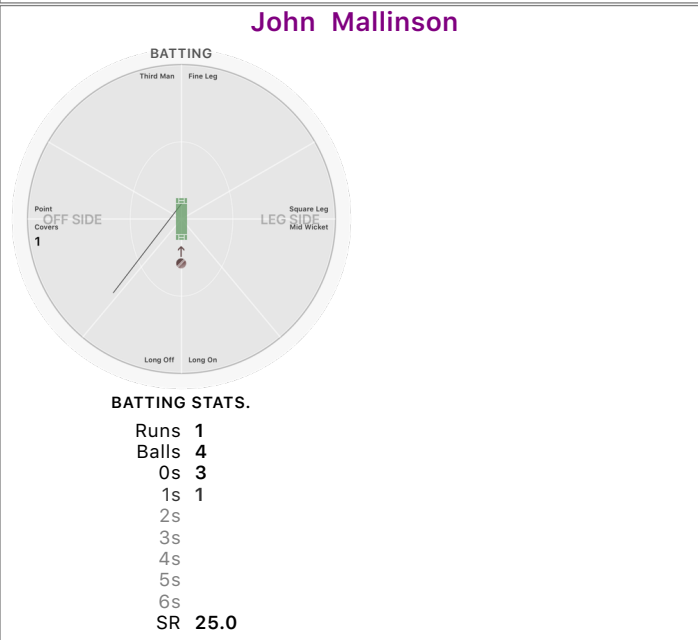 John Mallinson
BATTING
Third Man Fine Leg
Point Square Leg
OFF SIDE LEG SIDE
Covers Mid Wicket
1
Long Off Long On
BATTING STATS.
Runs 1
Balls 4
0s 3
1s 1
2s
3s
4s
5s
6s
SR 25.0